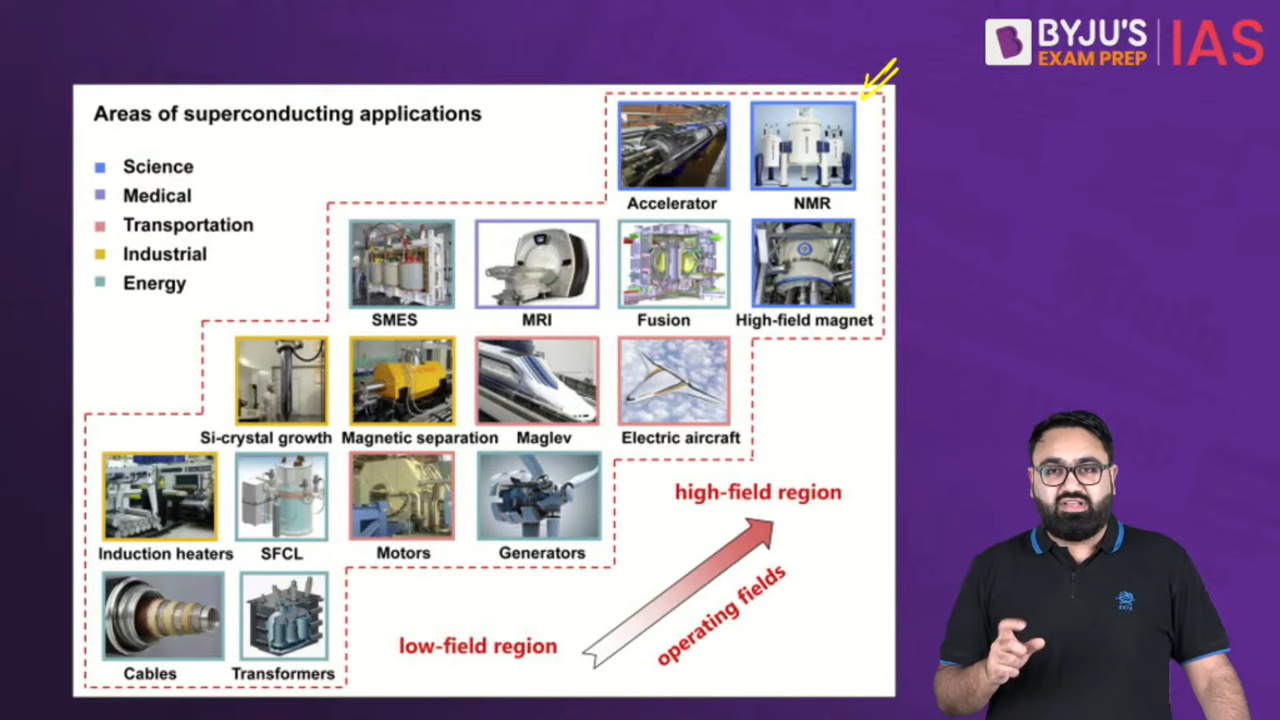 BYJU'S
EXAM PREP
IAS
Areas of superconducting applications
Science
Medical
Transportation
Industrial
Energy
Accelerator
NMR
SMES
MRI
Fusion
High-field magnet
Si-crystal growth
Magnetic separation
Maglev
Electric aircraft
Induction heaters
SFCL
Motors
Generators
Cables
Transformers
high-field region
operating fields
low-field region